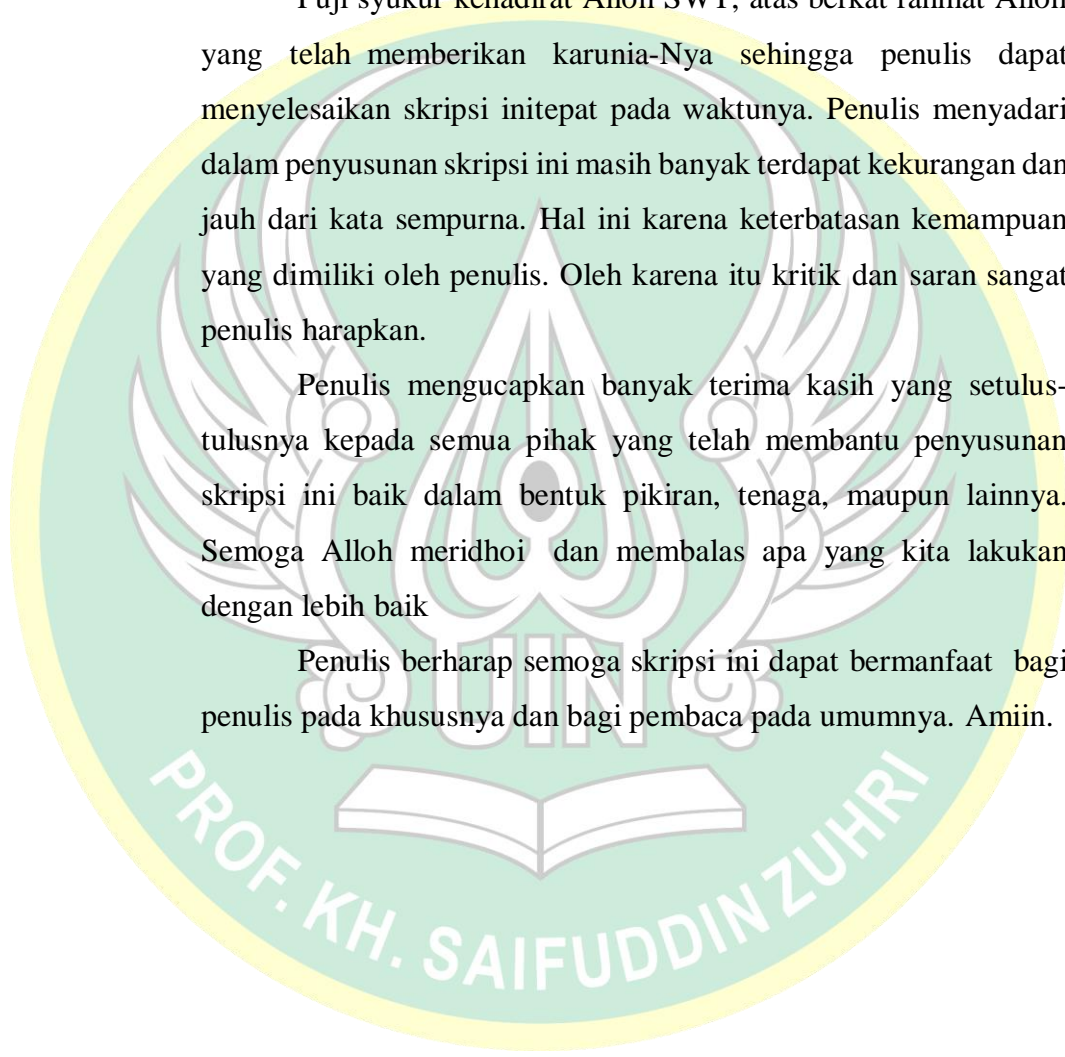 Puji syukur kehadirat Alloh SWT, atas berkat rahmat Alloh
yang telah memberikan karunia-Nya sehingga penulis dapat
menyelesaikan skripsi initepat pada waktunya. Penulis menyadari
dalam penyusunan skripsi ini masih banyak terdapat kekurangan dan
jauh dari kata sempurna. Hal ini karena keterbatasan kemampuan
yang dimiliki oleh penulis. Oleh karena itu kritik dan saran sangat
penulis harapkan.
Penulis mengucapkan banyak terima kasih yang setulus-
tulusnya kepada semua pihak yang telah membantu penyusunan
skripsi ini baik dalam bentuk pikiran, tenaga, maupun lainnya.
Semoga Alloh meridhoi dan membalas apa yang kita lakukan
dengan lebih baik
Penulis berharap semoga skripsi ini dapat bermanfaat bagi
penulis pada khususnya dan bagi pembaca pada umumnya. Amiin.
UIN
PROF. KH. SAIFUDDIN ZUHRI